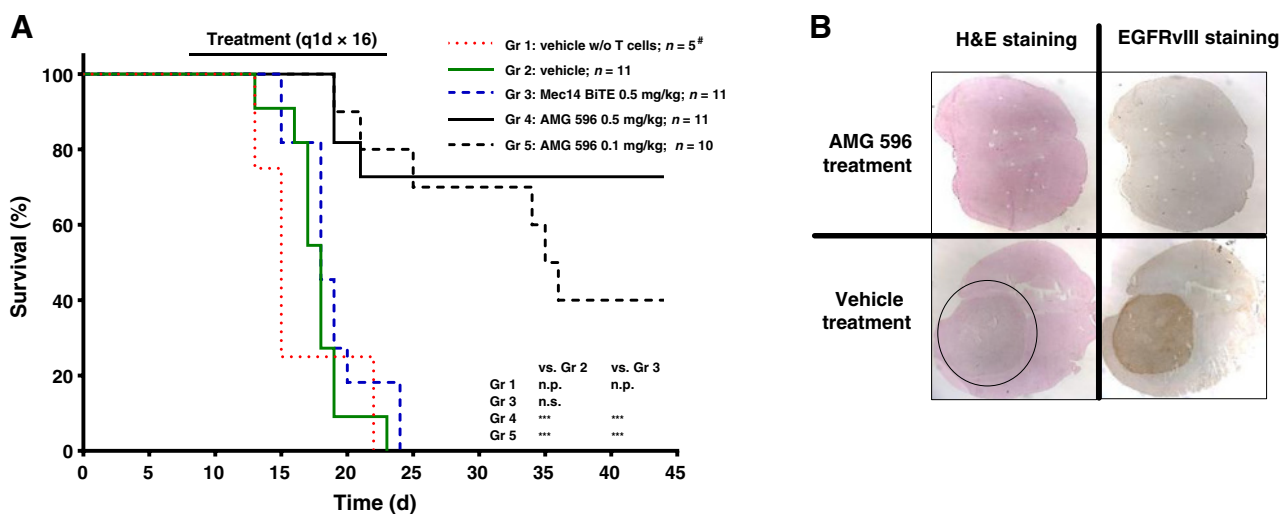 A
Treatment (q1d × 16)
Gr 1: vehicle w/o T cells; n = 5#
Gr 2: vehicle; n = 11
Gr 3: Mec14 BiTE 0.5 mg/kg; n = 11
Gr 4: AMG 596 0.5 mg/kg; n = 11
Gr 5: AMG 596 0.1 mg/kg; n = 10
Survival (%)
100
80
60
40
20
0
vs. Gr 2 vs. Gr 3
Gr 1 n.p. n.p.
Gr 3 n.s.
Gr 4 *** ***
Gr 5 *** ***
0 5 10 15 20 25 30 35 40 45
Time (d)
B
H&E staining
EGFRvIII staining
AMG 596
treatment
Vehicle
treatment